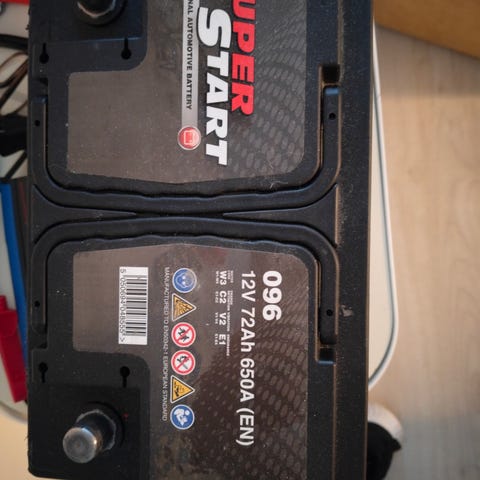 SUPER
START
NAL AUTOMOTIVE BATTERY
096
12V 72Ah 650A (EN)
W3 C2 V2 E1
MANUFACTURED TO EN50342-1 EUROPEAN STANDARD